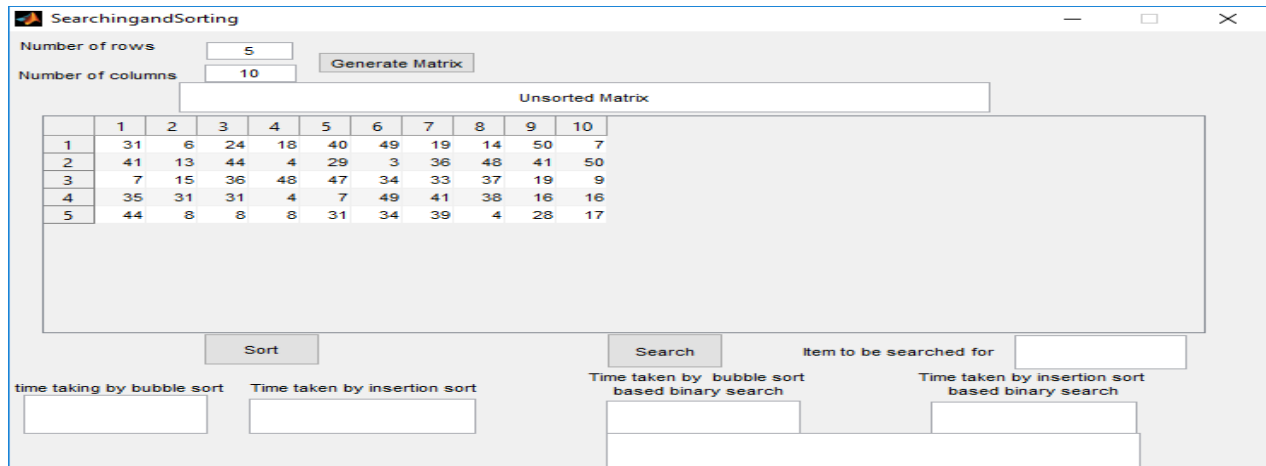 SearchingandSorting
Number of rows 5
Generate Matrix
Number of columns 10
Unsorted Matrix
1 2 3 4 5 6 7 8 9 10
1 31 6 24 18 40 49 19 14 50 7
2 41 13 44 4 29 3 36 48 41 50
3 7 15 36 48 47 34 33 37 19 9
4 35 31 31 4 7 49 41 38 16 16
5 44 8 8 8 31 34 39 4 28 17
Sort Search Item to be searched for
time taking by bubble sort Time taken by insertion sort
Time taken by bubble sort
based binary search
Time taken by insertion sort
based binary search